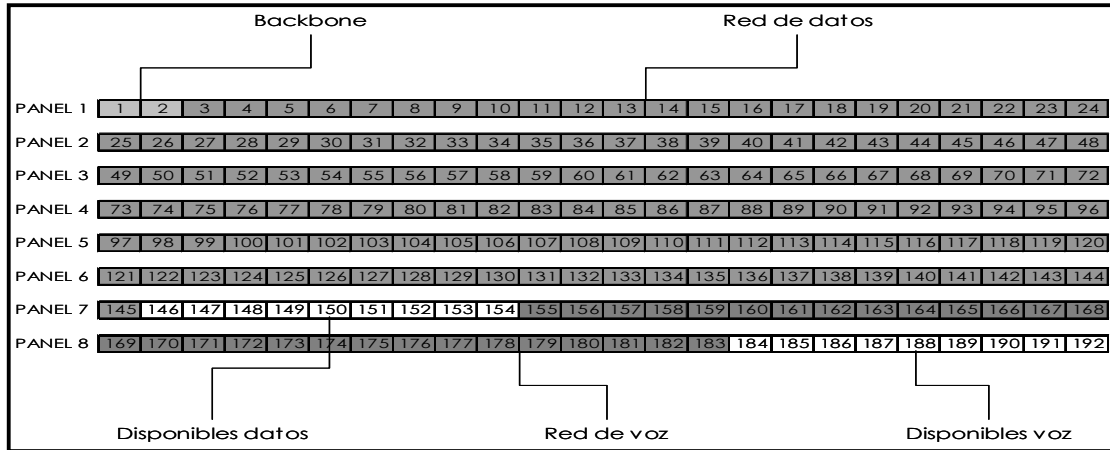 Backbone Red de datos
PANEL 1 1 2 3 4 5 6 7 8 9 10 11 12 13 14 15 16 17 18 19 20 21 22 23 24
PANEL 2 25 26 27 28 29 30 31 32 33 34 35 36 37 38 39 40 41 42 43 44 45 46 47 48
PANEL 3 49 50 51 52 53 54 55 56 57 58 59 60 61 62 63 64 65 66 67 68 69 70 71 72
PANEL 4 73 74 75 76 77 78 79 80 81 82 83 84 85 86 87 88 89 90 91 92 93 94 95 96
PANEL 5 97 98 99 100 101 102 103 104 105 106 107 108 109 110 111 112 113 114 115 116 117 118 119 120
PANEL 6 121 122 123 124 125 126 127 128 129 130 131 132 133 134 135 136 137 138 139 140 141 142 143 144
PANEL 7 145 146 147 148 149 150 151 152 153 154 155 156 157 158 159 160 161 162 163 164 165 166 167 168
PANEL 8 169 170 171 172 173 174 175 176 177 178 179 180 181 182 183 184 185 186 187 188 189 190 191 192
Disponibles datos Red de voz Disponibles voz